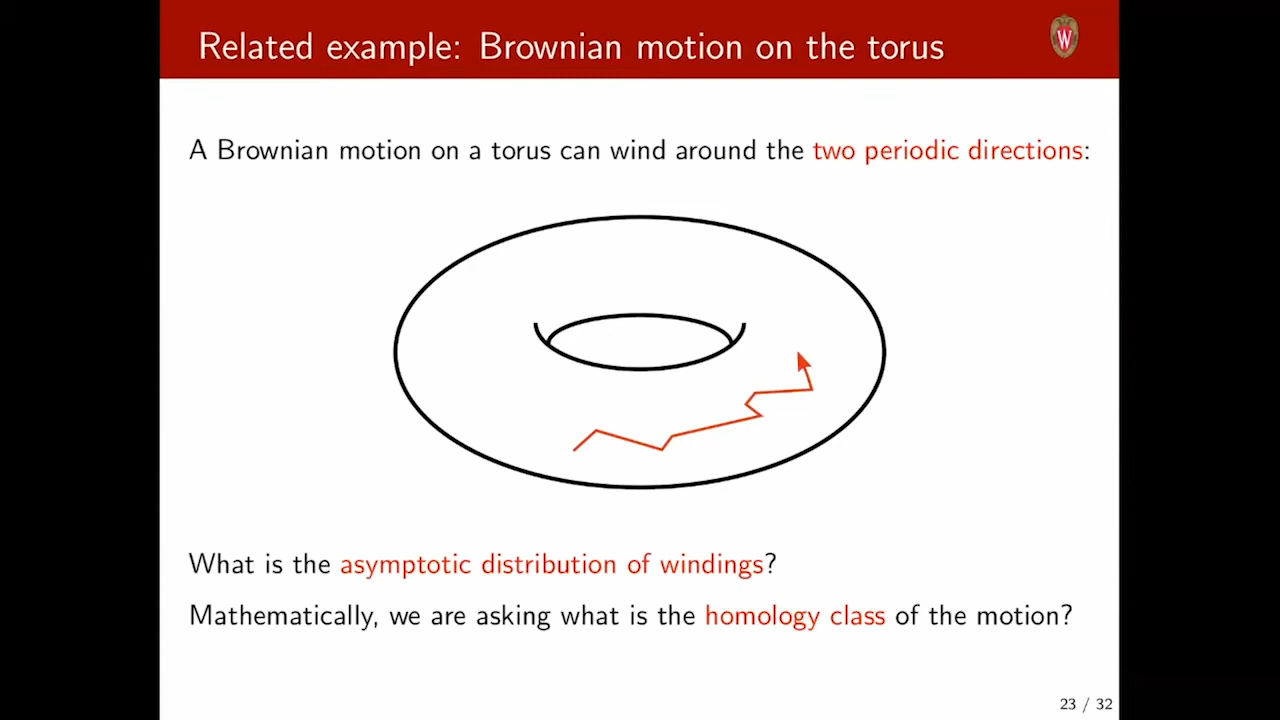 Related example: Brownian motion on the torus
W
A Brownian motion on a torus can wind around the two periodic directions:
What is the asymptotic distribution of windings?
Mathematically, we are asking what is the homology class of the motion?
23 / 32